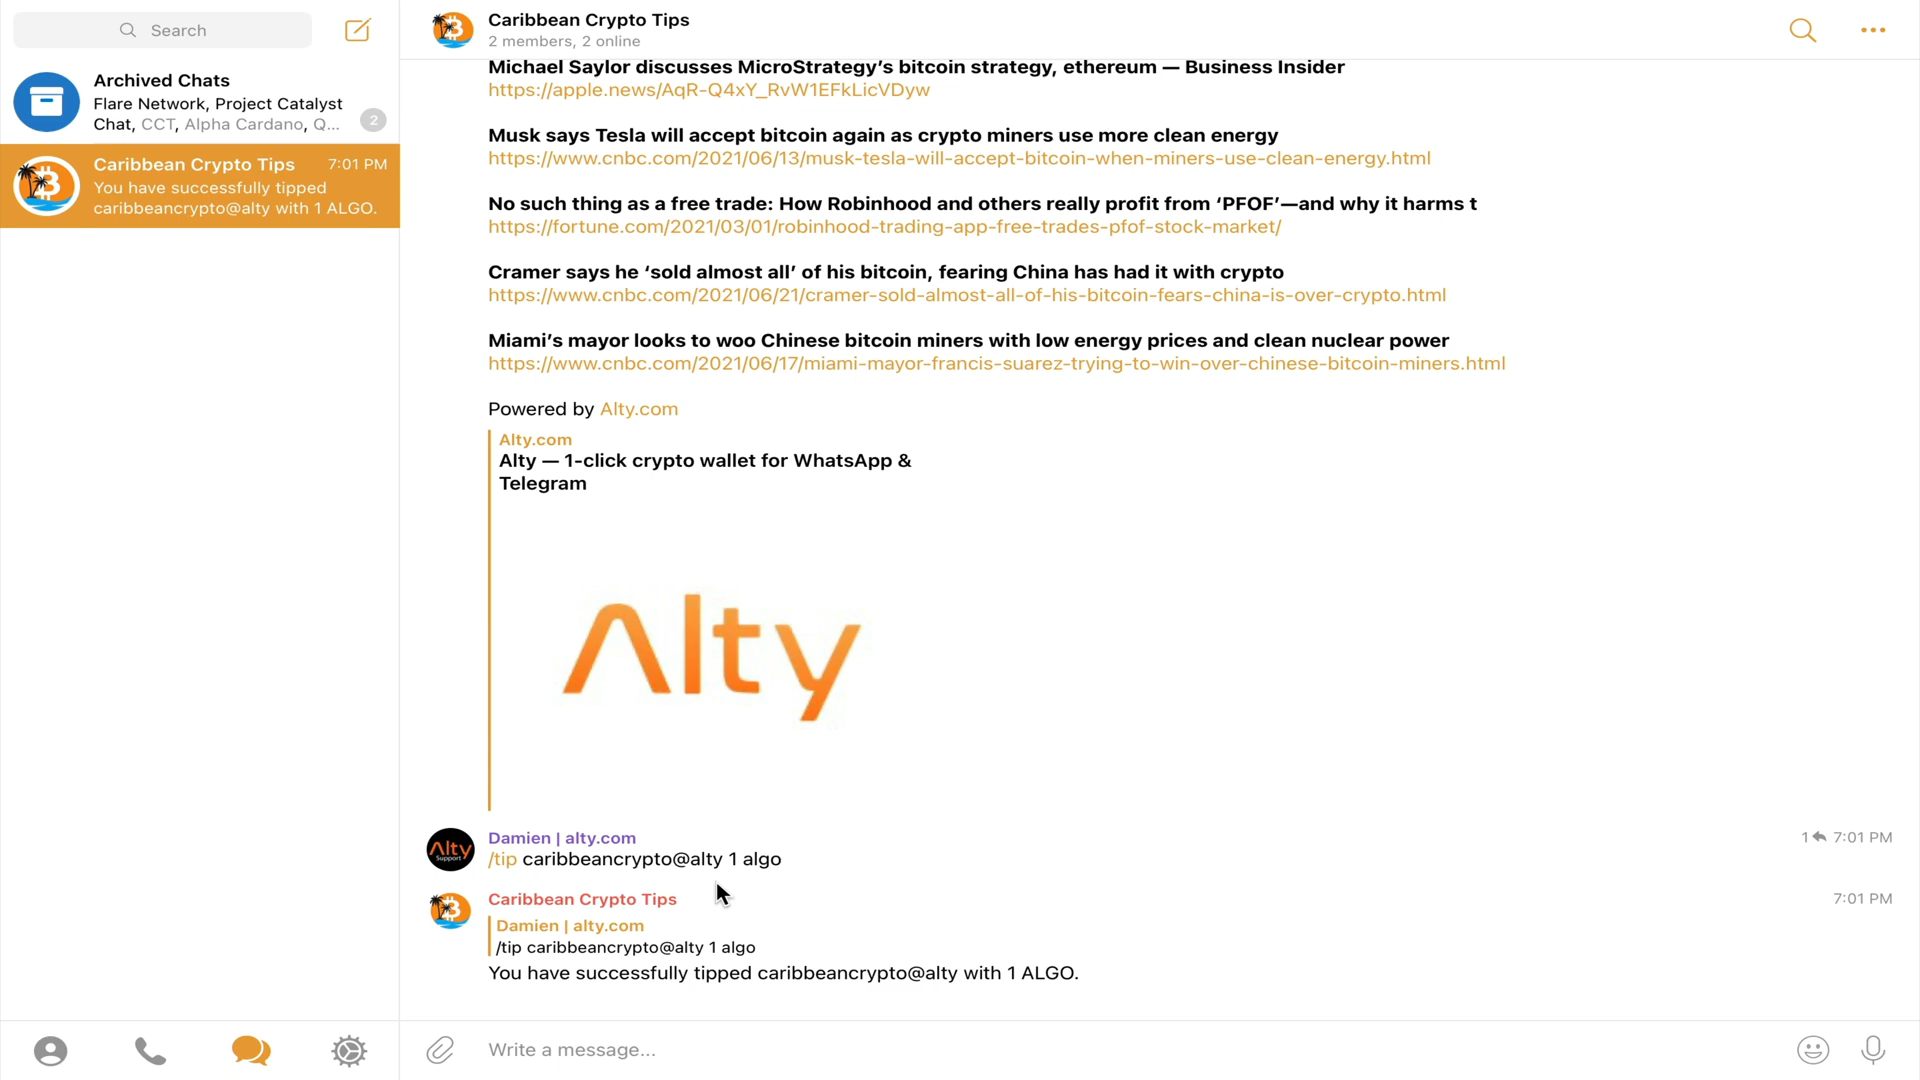 Search
Archived Chats
Flare Network, Project Catalyst
Chat, CCT, Alpha Cardano, Q...
2
Caribbean Crypto Tips 7:01 PM
You have successfully tipped
caribbeancrypto@alty with 1 ALGO.
Caribbean Crypto Tips
2 members, 2 online
Michael Saylor discusses MicroStrategy’s bitcoin strategy, ethereum — Business Insider
https://apple.news/AqR-Q4xY_RvW1EFkLicVDyw
Musk says Tesla will accept bitcoin again as crypto miners use more clean energy
https://www.cnbc.com/2021/06/13/musk-tesla-will-accept-bitcoin-when-miners-use-clean-energy.html
No such thing as a free trade: How Robinhood and others really profit from ‘PFOF’—and why it harms t
https://fortune.com/2021/03/01/robinhood-trading-app-free-trades-pfof-stock-market/
Cramer says he ‘sold almost all’ of his bitcoin, fearing China has had it with crypto
https://www.cnbc.com/2021/06/21/cramer-sold-almost-all-of-his-bitcoin-fears-china-is-over-crypto.html
Miami’s mayor looks to woo Chinese bitcoin miners with low energy prices and clean nuclear power
https://www.cnbc.com/2021/06/17/miami-mayor-francis-suarez-trying-to-win-over-chinese-bitcoin-miners.html
Powered by Alty.com
Alty.com
Alty — 1-click crypto wallet for WhatsApp &
Telegram
Alty
Alty
Support
Damien | alty.com 1 7:01 PM
/tip caribbeancrypto@alty 1 algo
Caribbean Crypto Tips 7:01 PM
Damien | alty.com
/tip caribbeancrypto@alty 1 algo
You have successfully tipped caribbeancrypto@alty with 1 ALGO.
Write a message...